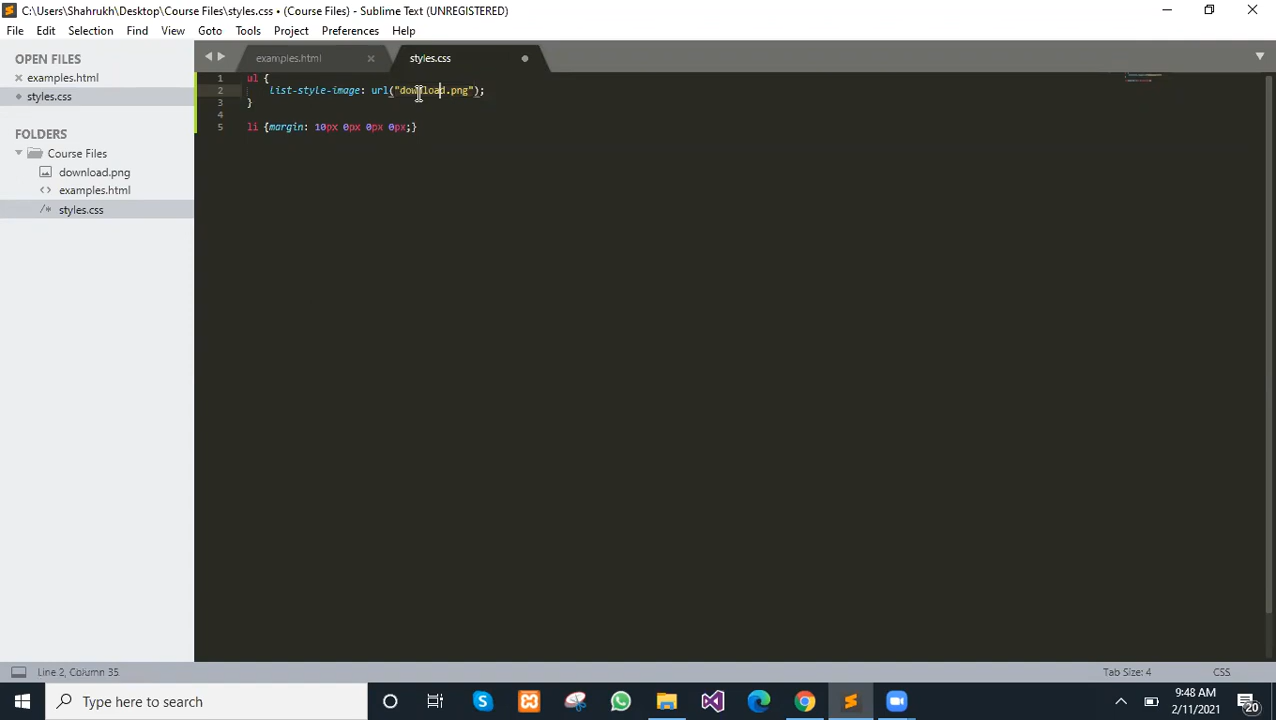 C:\Users\Shahrukh\Desktop\Course Files\styles.css • (Course Files) - Sublime Text (UNREGISTERED)
File Edit Selection Find View Goto Tools Project Preferences Help
OPEN FILES
examples.html
styles.css
FOLDERS
Course Files
download.png
examples.html
styles.css
examples.html styles.css
1 ul {
2 list-style-image: url("download.png");
3 }
4
5 li {margin: 10px 0px 0px 0px;}
Line 2, Column 35 Tab Size: 4 CSS
Type here to search
9:48 AM
2/11/2021
20